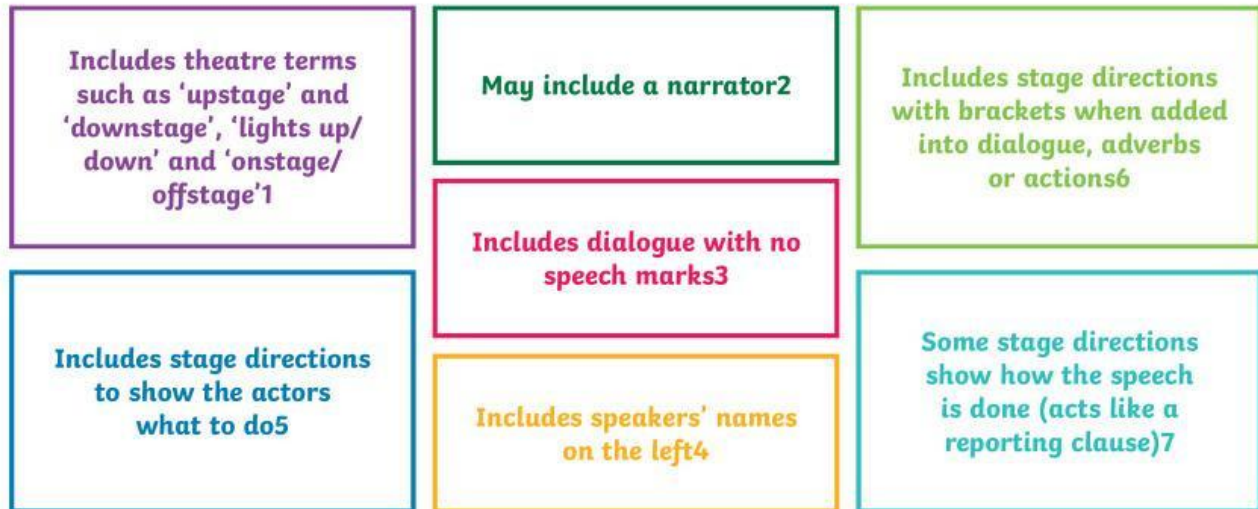 Includes theatre terms
such as ‘upstage’ and
‘downstage’, ‘lights up/
down’ and ‘onstage/
offstage’1
May include a narrator2
Includes stage directions
with brackets when added
into dialogue, adverbs
or actions6
Includes dialogue with no
speech marks3
Includes stage directions
to show the actors
what to do5
Includes speakers’ names
on the left4
Some stage directions
show how the speech
is done (acts like a
reporting clause)7